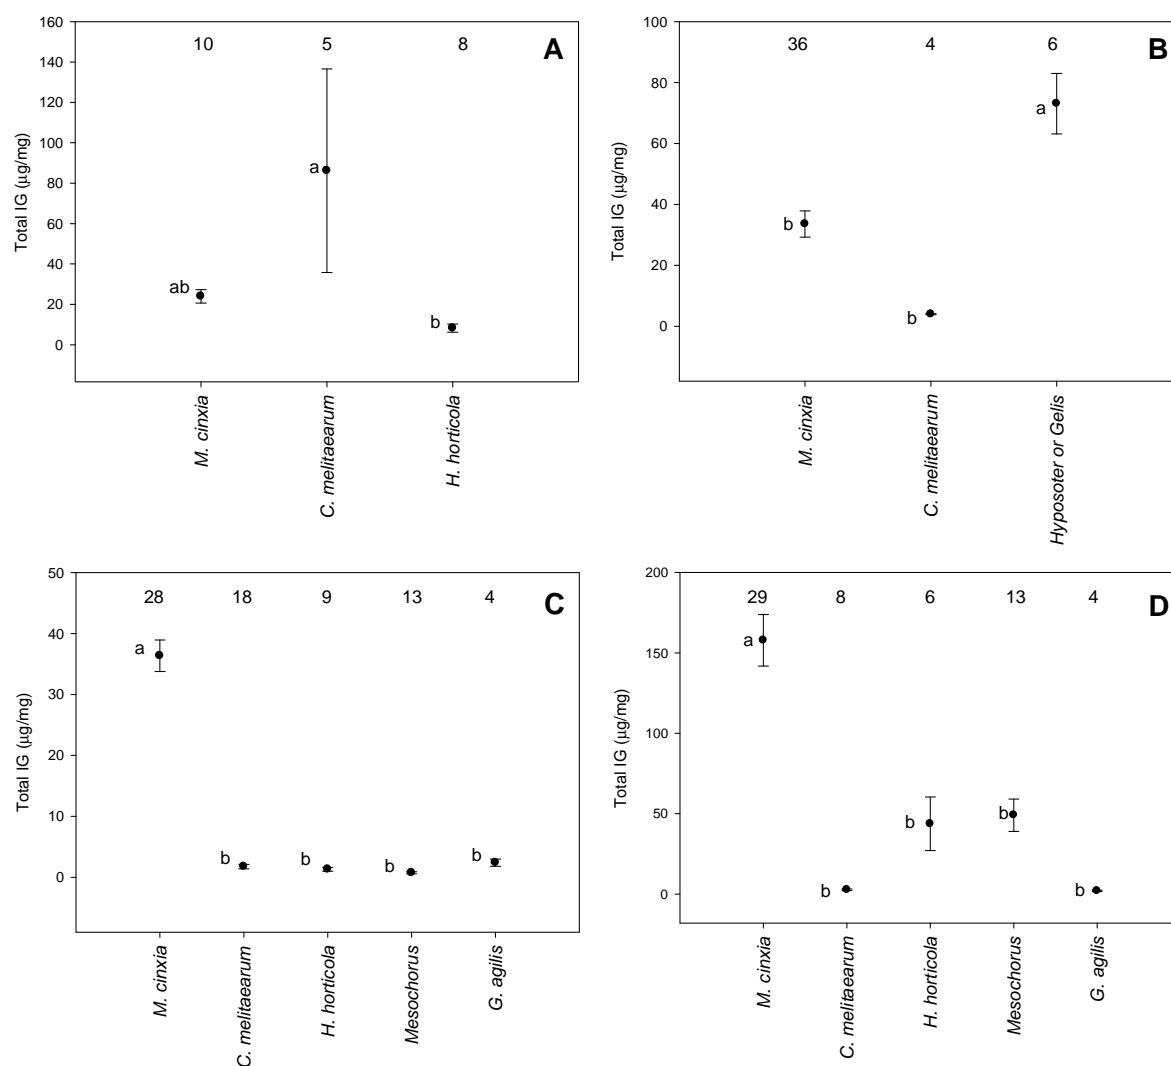 10 5 8 A
Total IG (µg/mg)
160
140
120
100
80
60
40
20
0
ab
a
b
M. cinxia
C. melitaearum
H. horticola
36 4 6 B
Total IG (µg/mg)
100
80
60
40
20
0
b
b
a
M. cinxia
C. melitaearum
Hyposoter or Gelis
28 18 9 13 4 C
Total IG (µg/mg)
50
40
30
20
10
0
a
b
b
b
b
M. cinxia
C. melitaearum
H. horticola
Mesochorus
G. agilis
29 8 6 13 4 D
Total IG (µg/mg)
200
150
100
50
0
a
b
b
b
b
M. cinxia
C. melitaearum
H. horticola
Mesochorus
G. agilis